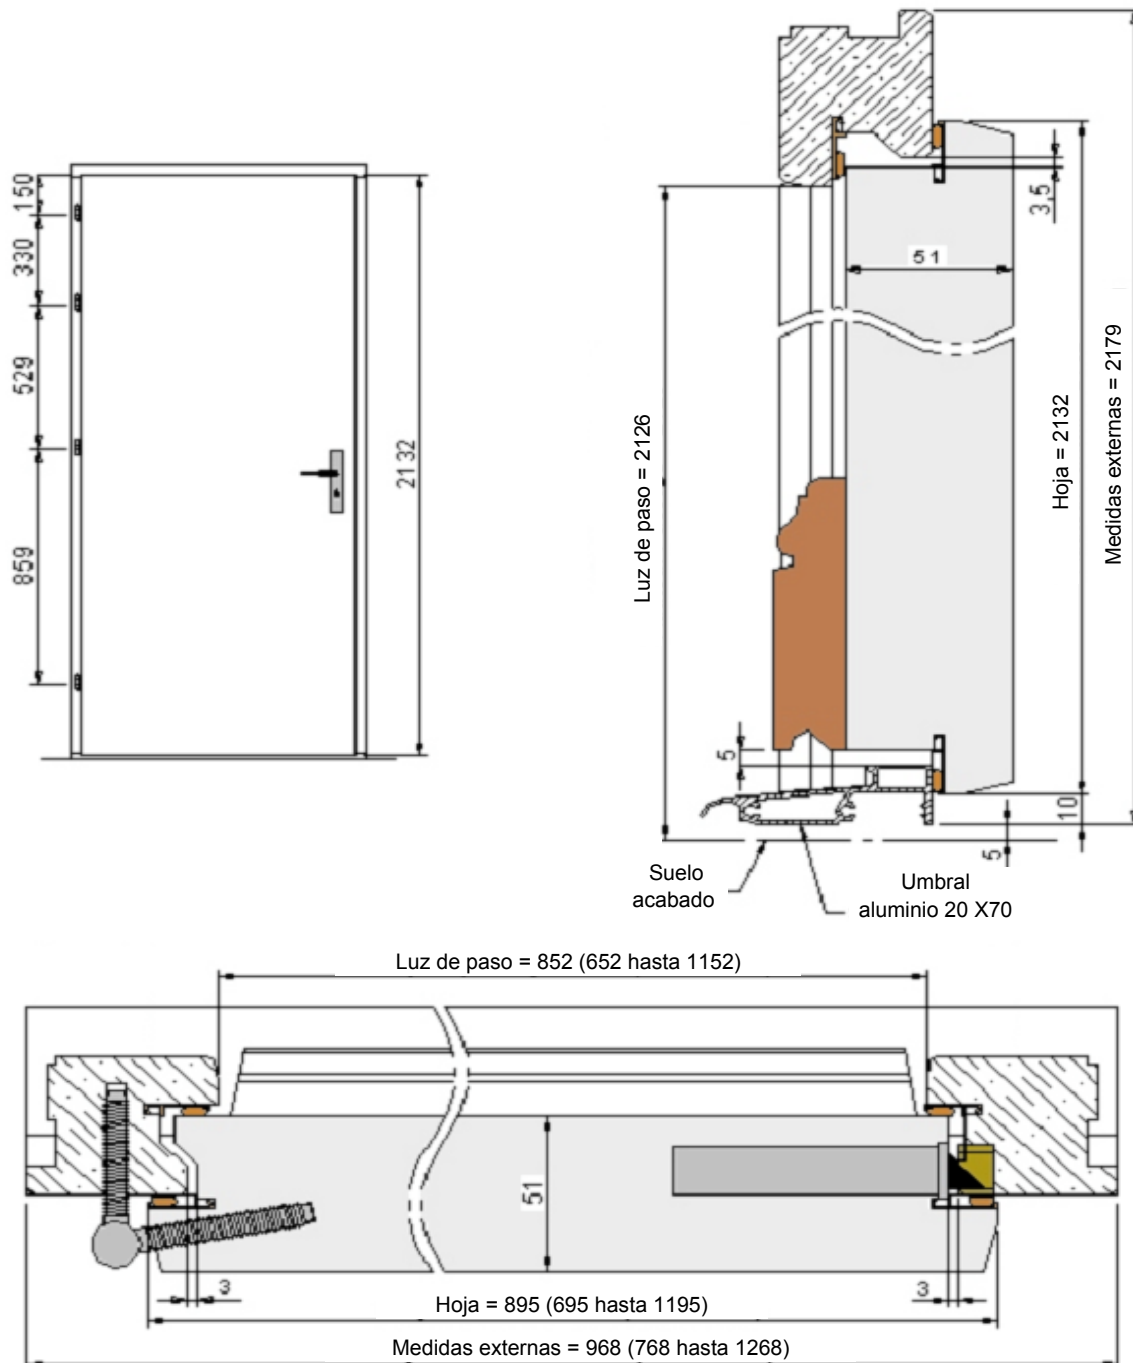 150
330
529
859
2132
3,5
51
Luz de paso = 2126
Hoja = 2132
Medidas externas = 2179
5
10
5
Suelo
acabado
Umbral
aluminio 20 X70
Luz de paso = 852 (652 hasta 1152)
51
3
3
Hoja = 895 (695 hasta 1195)
Medidas externas = 968 (768 hasta 1268)